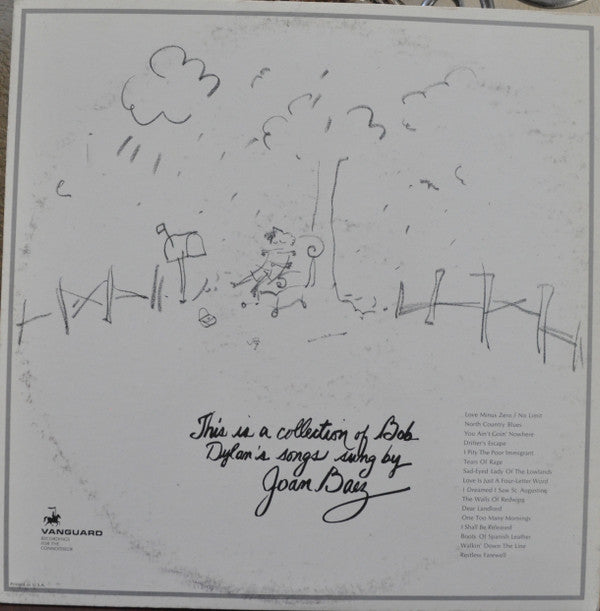 This is a collection of Bob
Dylan's songs sung by
Joan Baez
Love Minus Zero / No Limit
North Country Blues
You Ain't Goin' Nowhere
Drifter's Escape
I Pity The Poor Immigrant
Tears Of Rage
Sad-Eyed Lady Of The Lowlands
Love Is Just A Four-Letter Word
I Dreamed I Saw St. Augustine
The Walls Of Redwing
Dear Landlord
One Too Many Mornings
I Shall Be Released
Boots Of Spanish Leather
Walkin' Down The Line
Restless Farewell
VANGUARD
RECORDINGS
FOR THE
CONNOISSEUR
Printed in U.S.A.